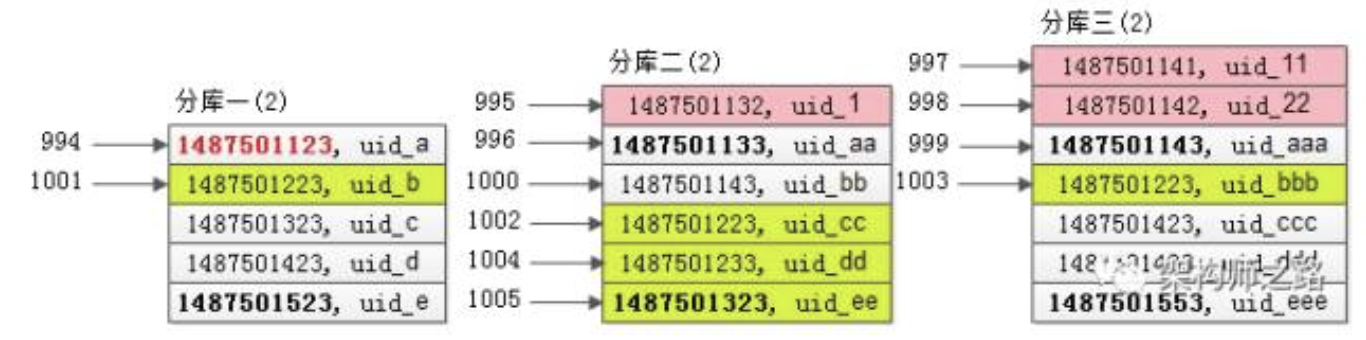 分库一(2)
994 1487501123, uid_a
1001 1487501223, uid_b
1487501323, uid_c
1487501423, uid_d
1487501523, uid_e
分库二(2)
995 1487501132, uid_1
996 1487501133, uid_aa
1000 1487501143, uid_bb
1002 1487501223, uid_cc
1004 1487501233, uid_dd
1005 1487501323, uid_ee
分库三(2)
997 1487501141, uid_11
998 1487501142, uid_22
999 1487501143, uid_aaa
1003 1487501223, uid_bbb
1487501423, uid_ccc
uid_ddd
1487501553, uid_eee
架构师之路